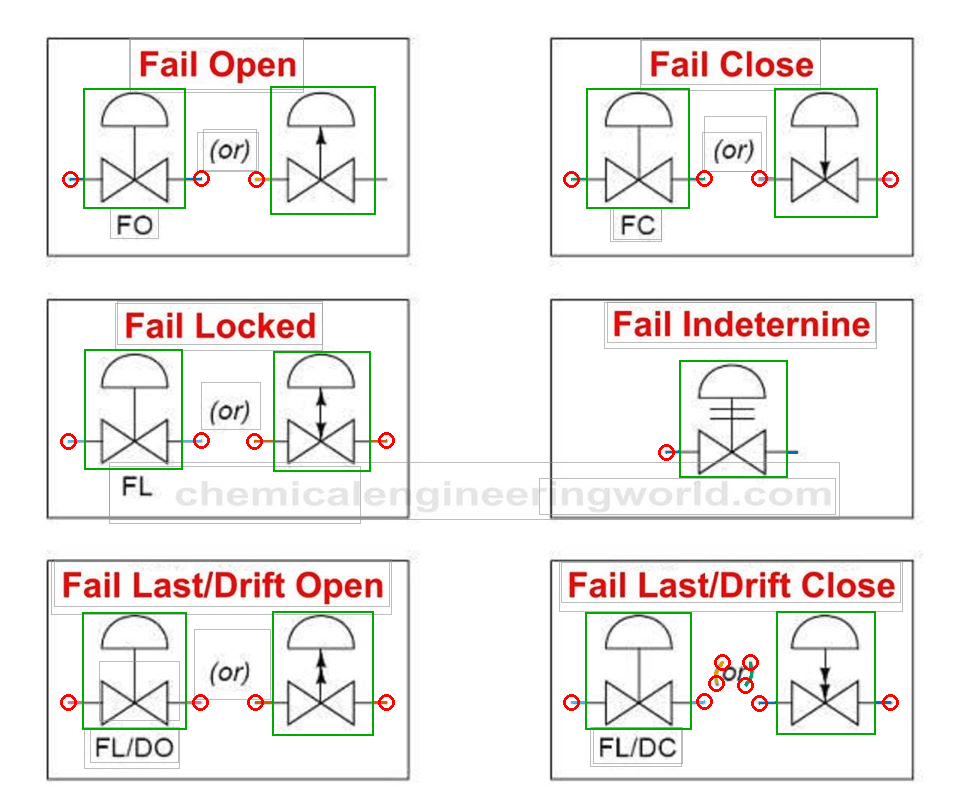 Fail Open
(or)
FO
Fail Close
(or)
FC
Fail Locked
(or)
FL
Fail Indeternine
chemicalengineeringworld.com
Fail Last/Drift Open
(or)
FL/DO
Fail Last/Drift Close
(or)
FL/DC